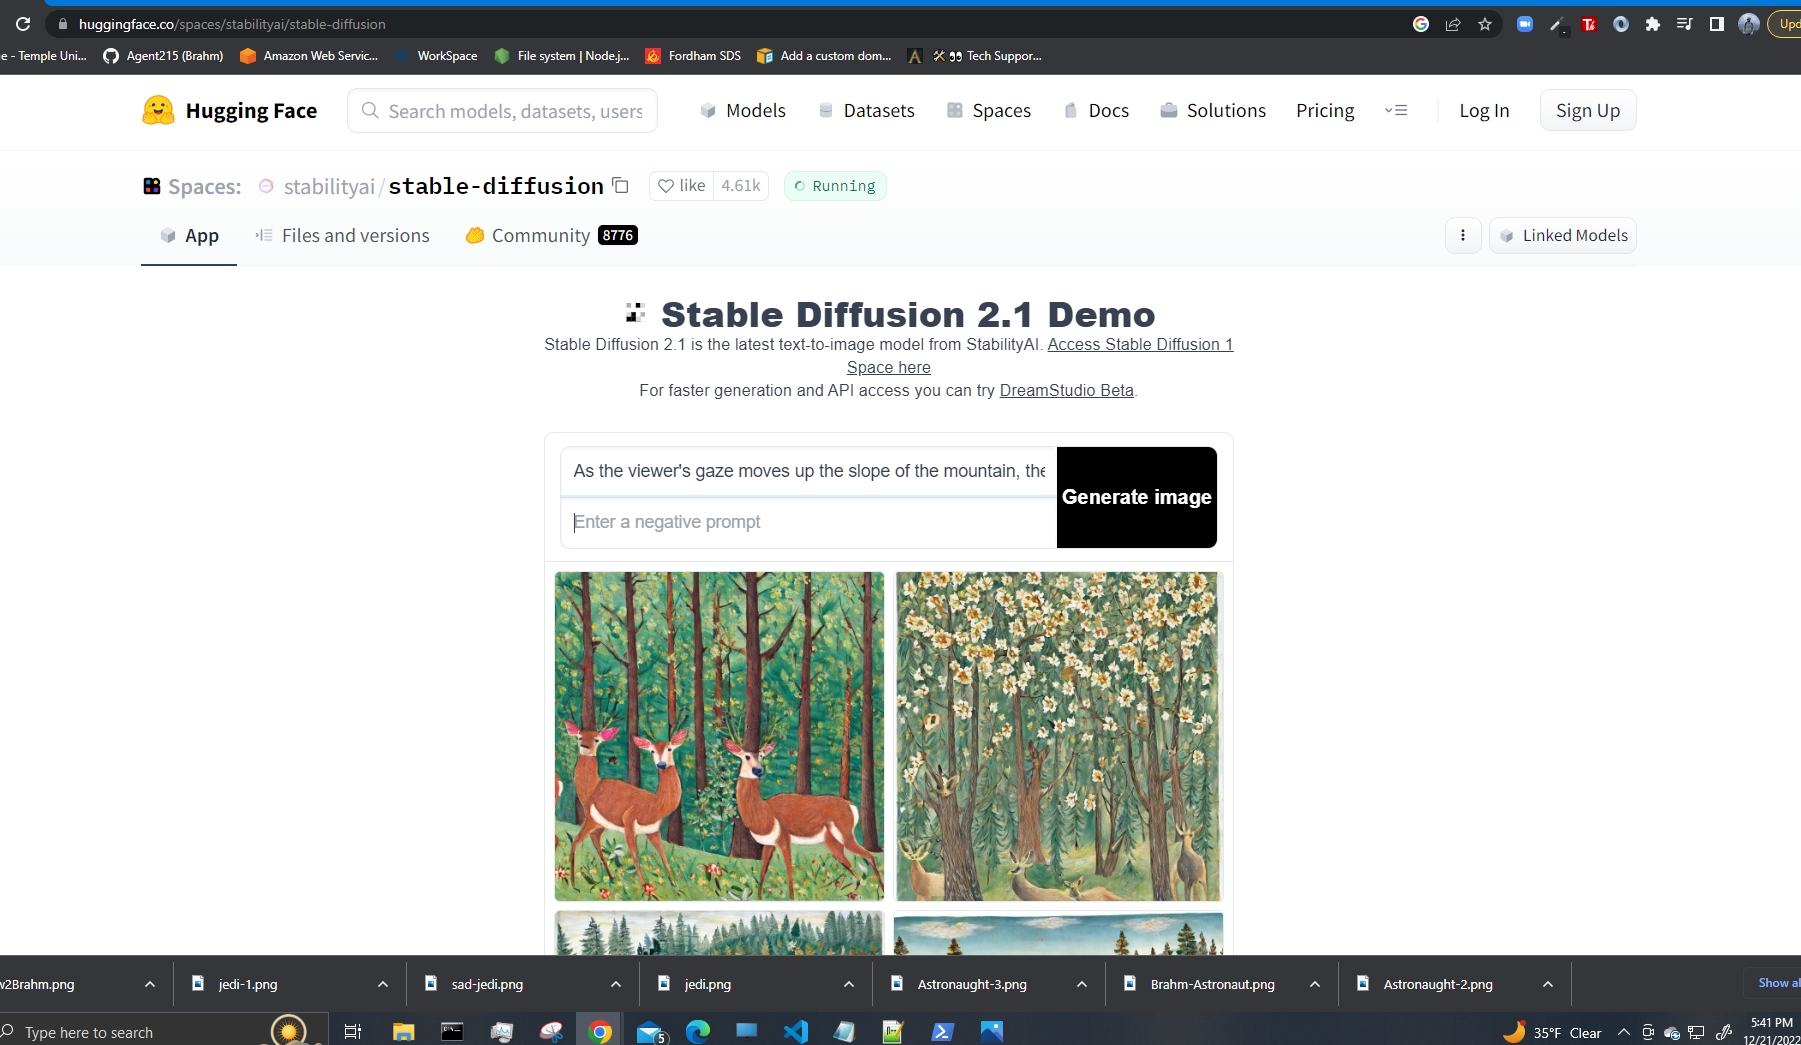 huggingface.co/spaces/stabilityai/stable-diffusion
e - Temple Uni... Agent215 (Brahm) Amazon Web Servic... WorkSpace File system | Node.j... Fordham SDS Add a custom dom... 🛠👀 Tech Suppor...
Hugging Face Search models, datasets, users Models Datasets Spaces Docs Solutions Pricing Log In Sign Up
Spaces: stabilityai/stable-diffusion like 4.61k Running
App Files and versions Community 8776 Linked Models
Stable Diffusion 2.1 Demo
Stable Diffusion 2.1 is the latest text-to-image model from StabilityAI. Access Stable Diffusion 1
Space here
For faster generation and API access you can try DreamStudio Beta.
As the viewer's gaze moves up the slope of the mountain, the
Generate image
Enter a negative prompt
w2Brahm.png jedi-1.png sad-jedi.png jedi.png Astronaught-3.png Brahm-Astronaut.png Astronaught-2.png Show al
Type here to search 5 35°F Clear 5:41 PM
12/21/2022